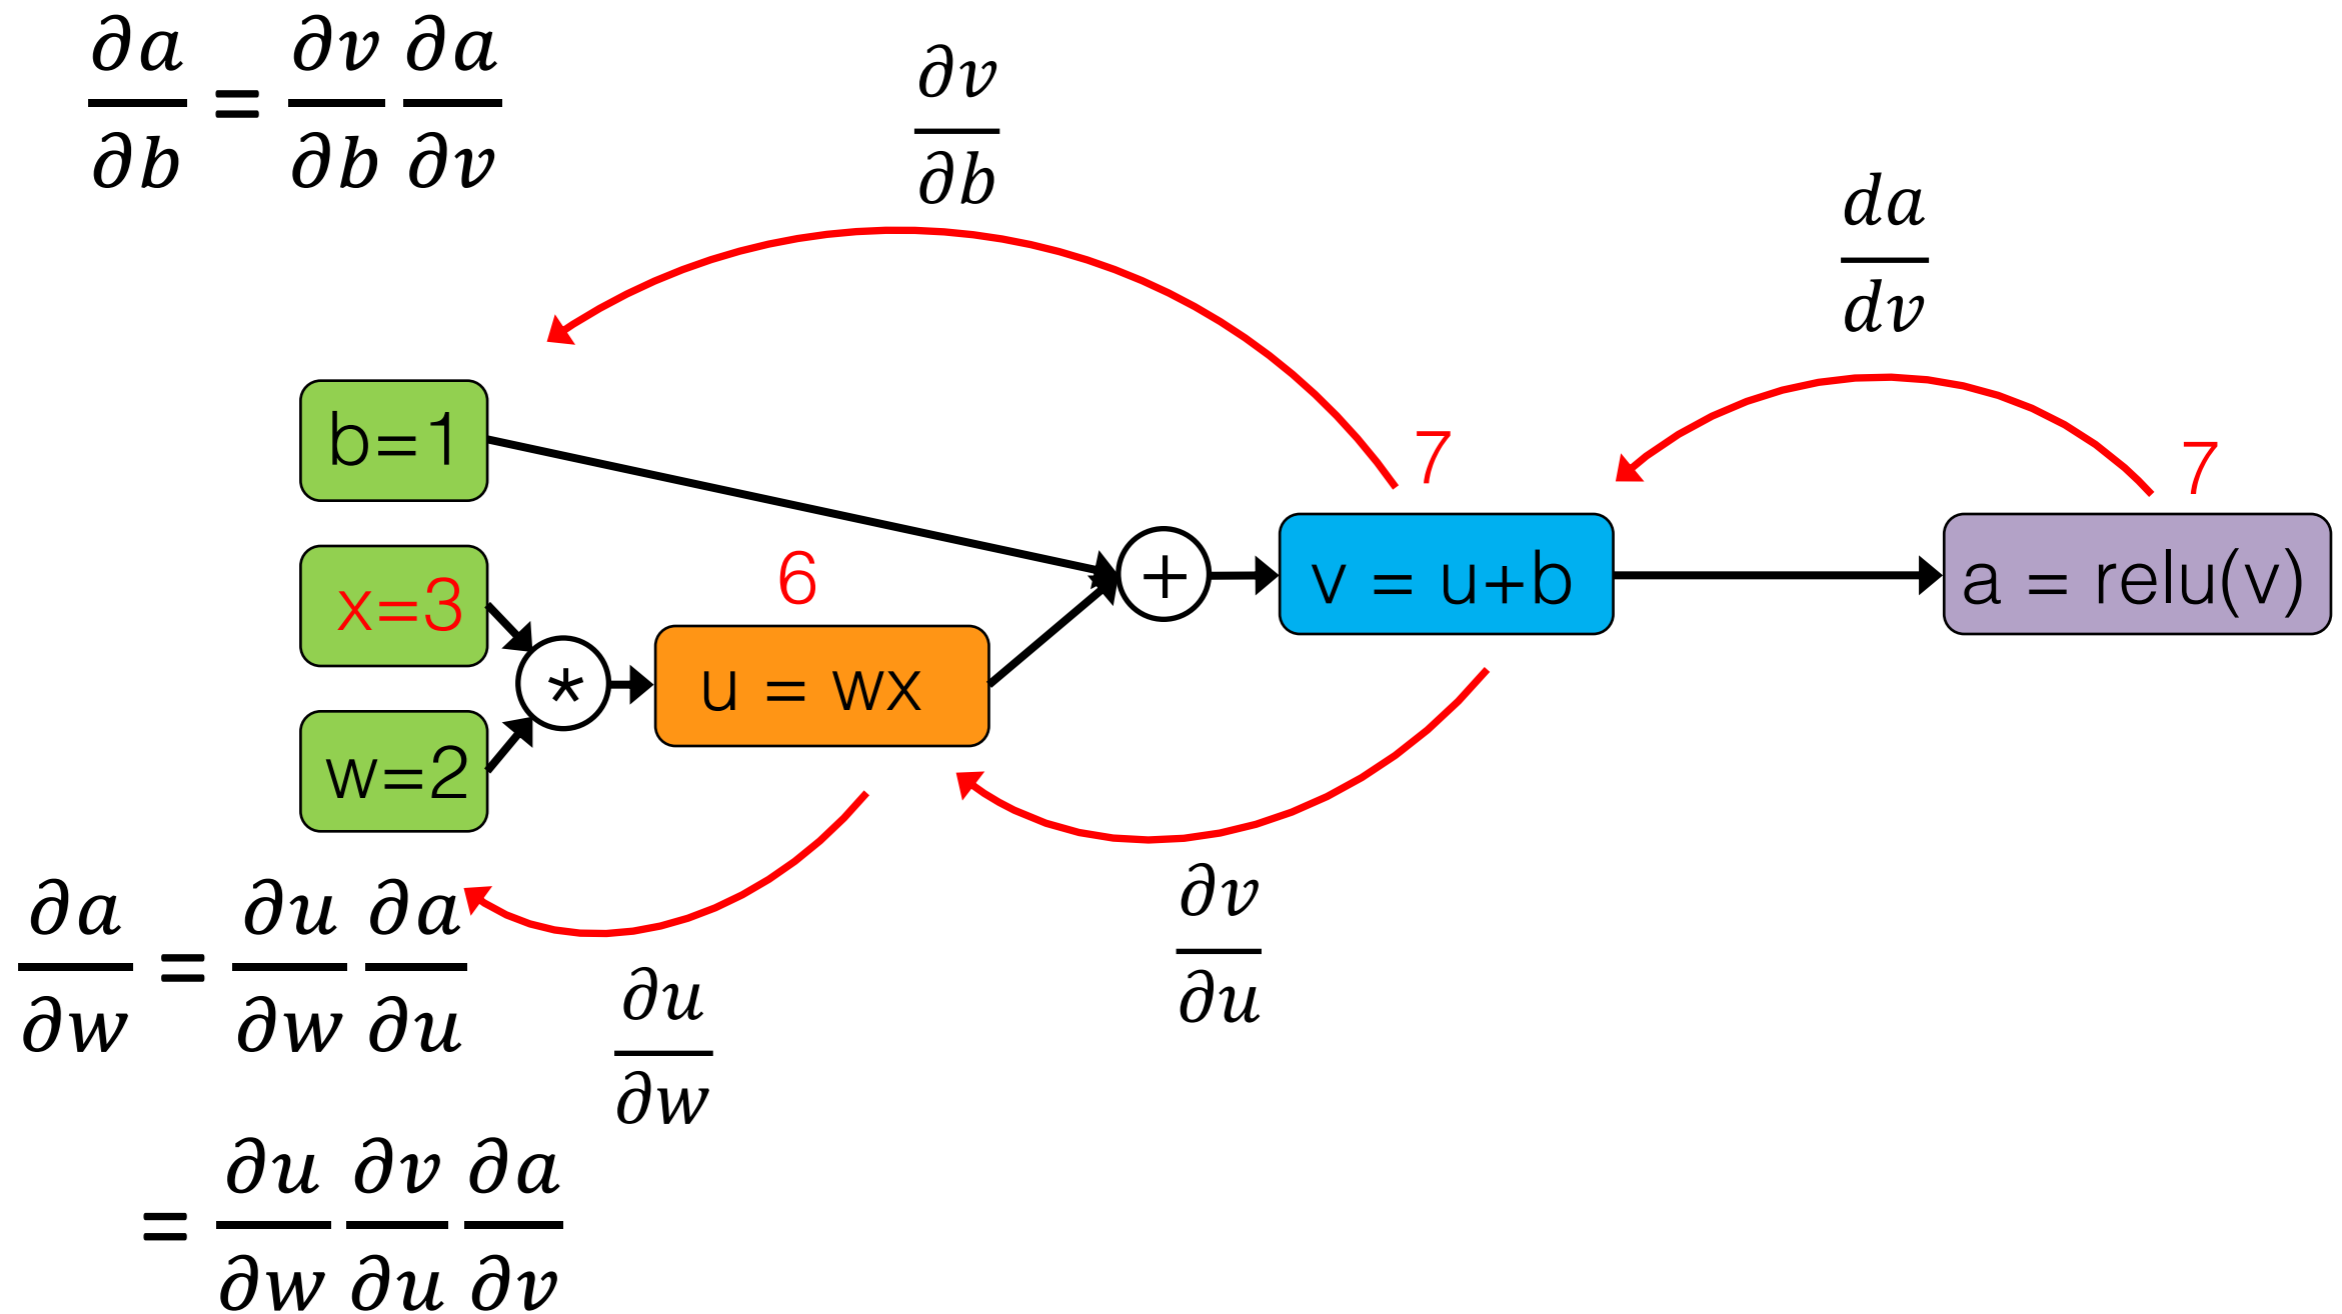 ∂a/∂b = ∂v/∂b ∂a/∂v
∂v/∂b
da/dv
b=1
7
7
x=3
6
+
v = u+b
a = relu(v)
*
u = wx
w=2
∂a/∂w = ∂u/∂w ∂a/∂u
∂u/∂w
∂v/∂u
= ∂u/∂w ∂v/∂u ∂a/∂v